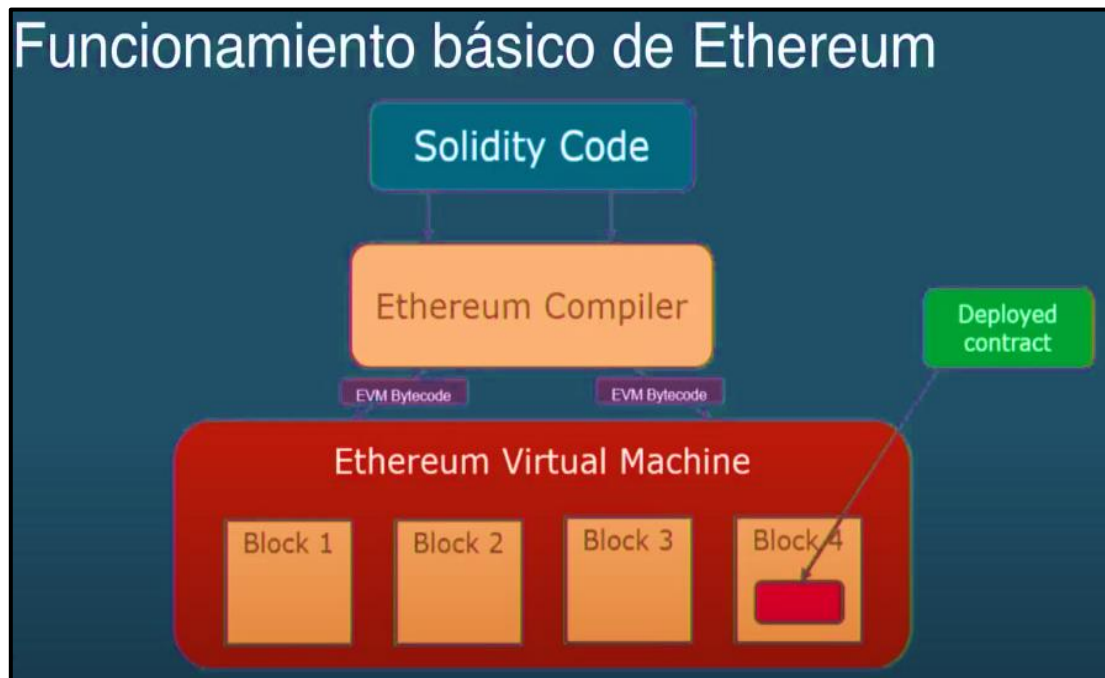 Funcionamiento básico de Ethereum
Solidity Code
Ethereum Compiler
Deployed
contract
EVM Bytecode
EVM Bytecode
Ethereum Virtual Machine
Block 1
Block 2
Block 3
Block 4